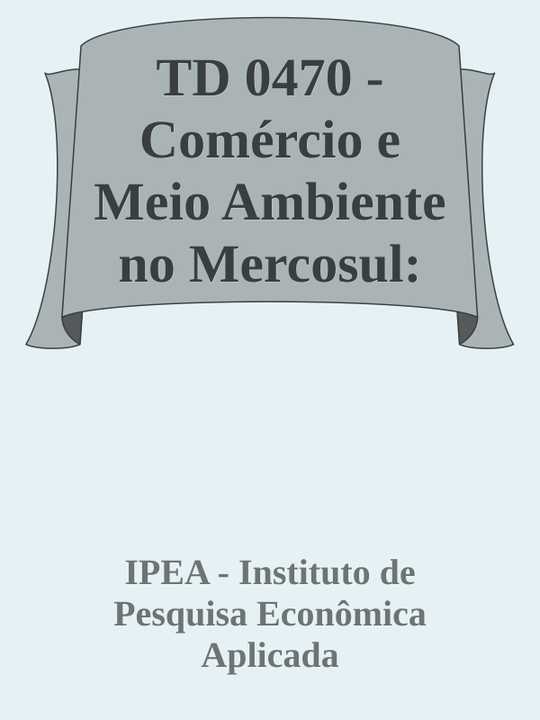 TD 0470 -
Comércio e
Meio Ambiente
no Mercosul:
IPEA - Instituto de
Pesquisa Econômica
Aplicada